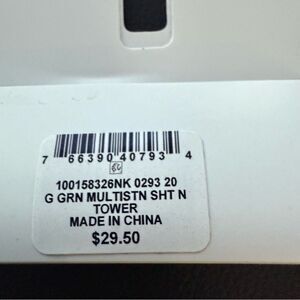 7 66390 40793 4
100158326NK 0293 20
G GRN MULTISTN SHT N
TOWER
MADE IN CHINA
$29.50